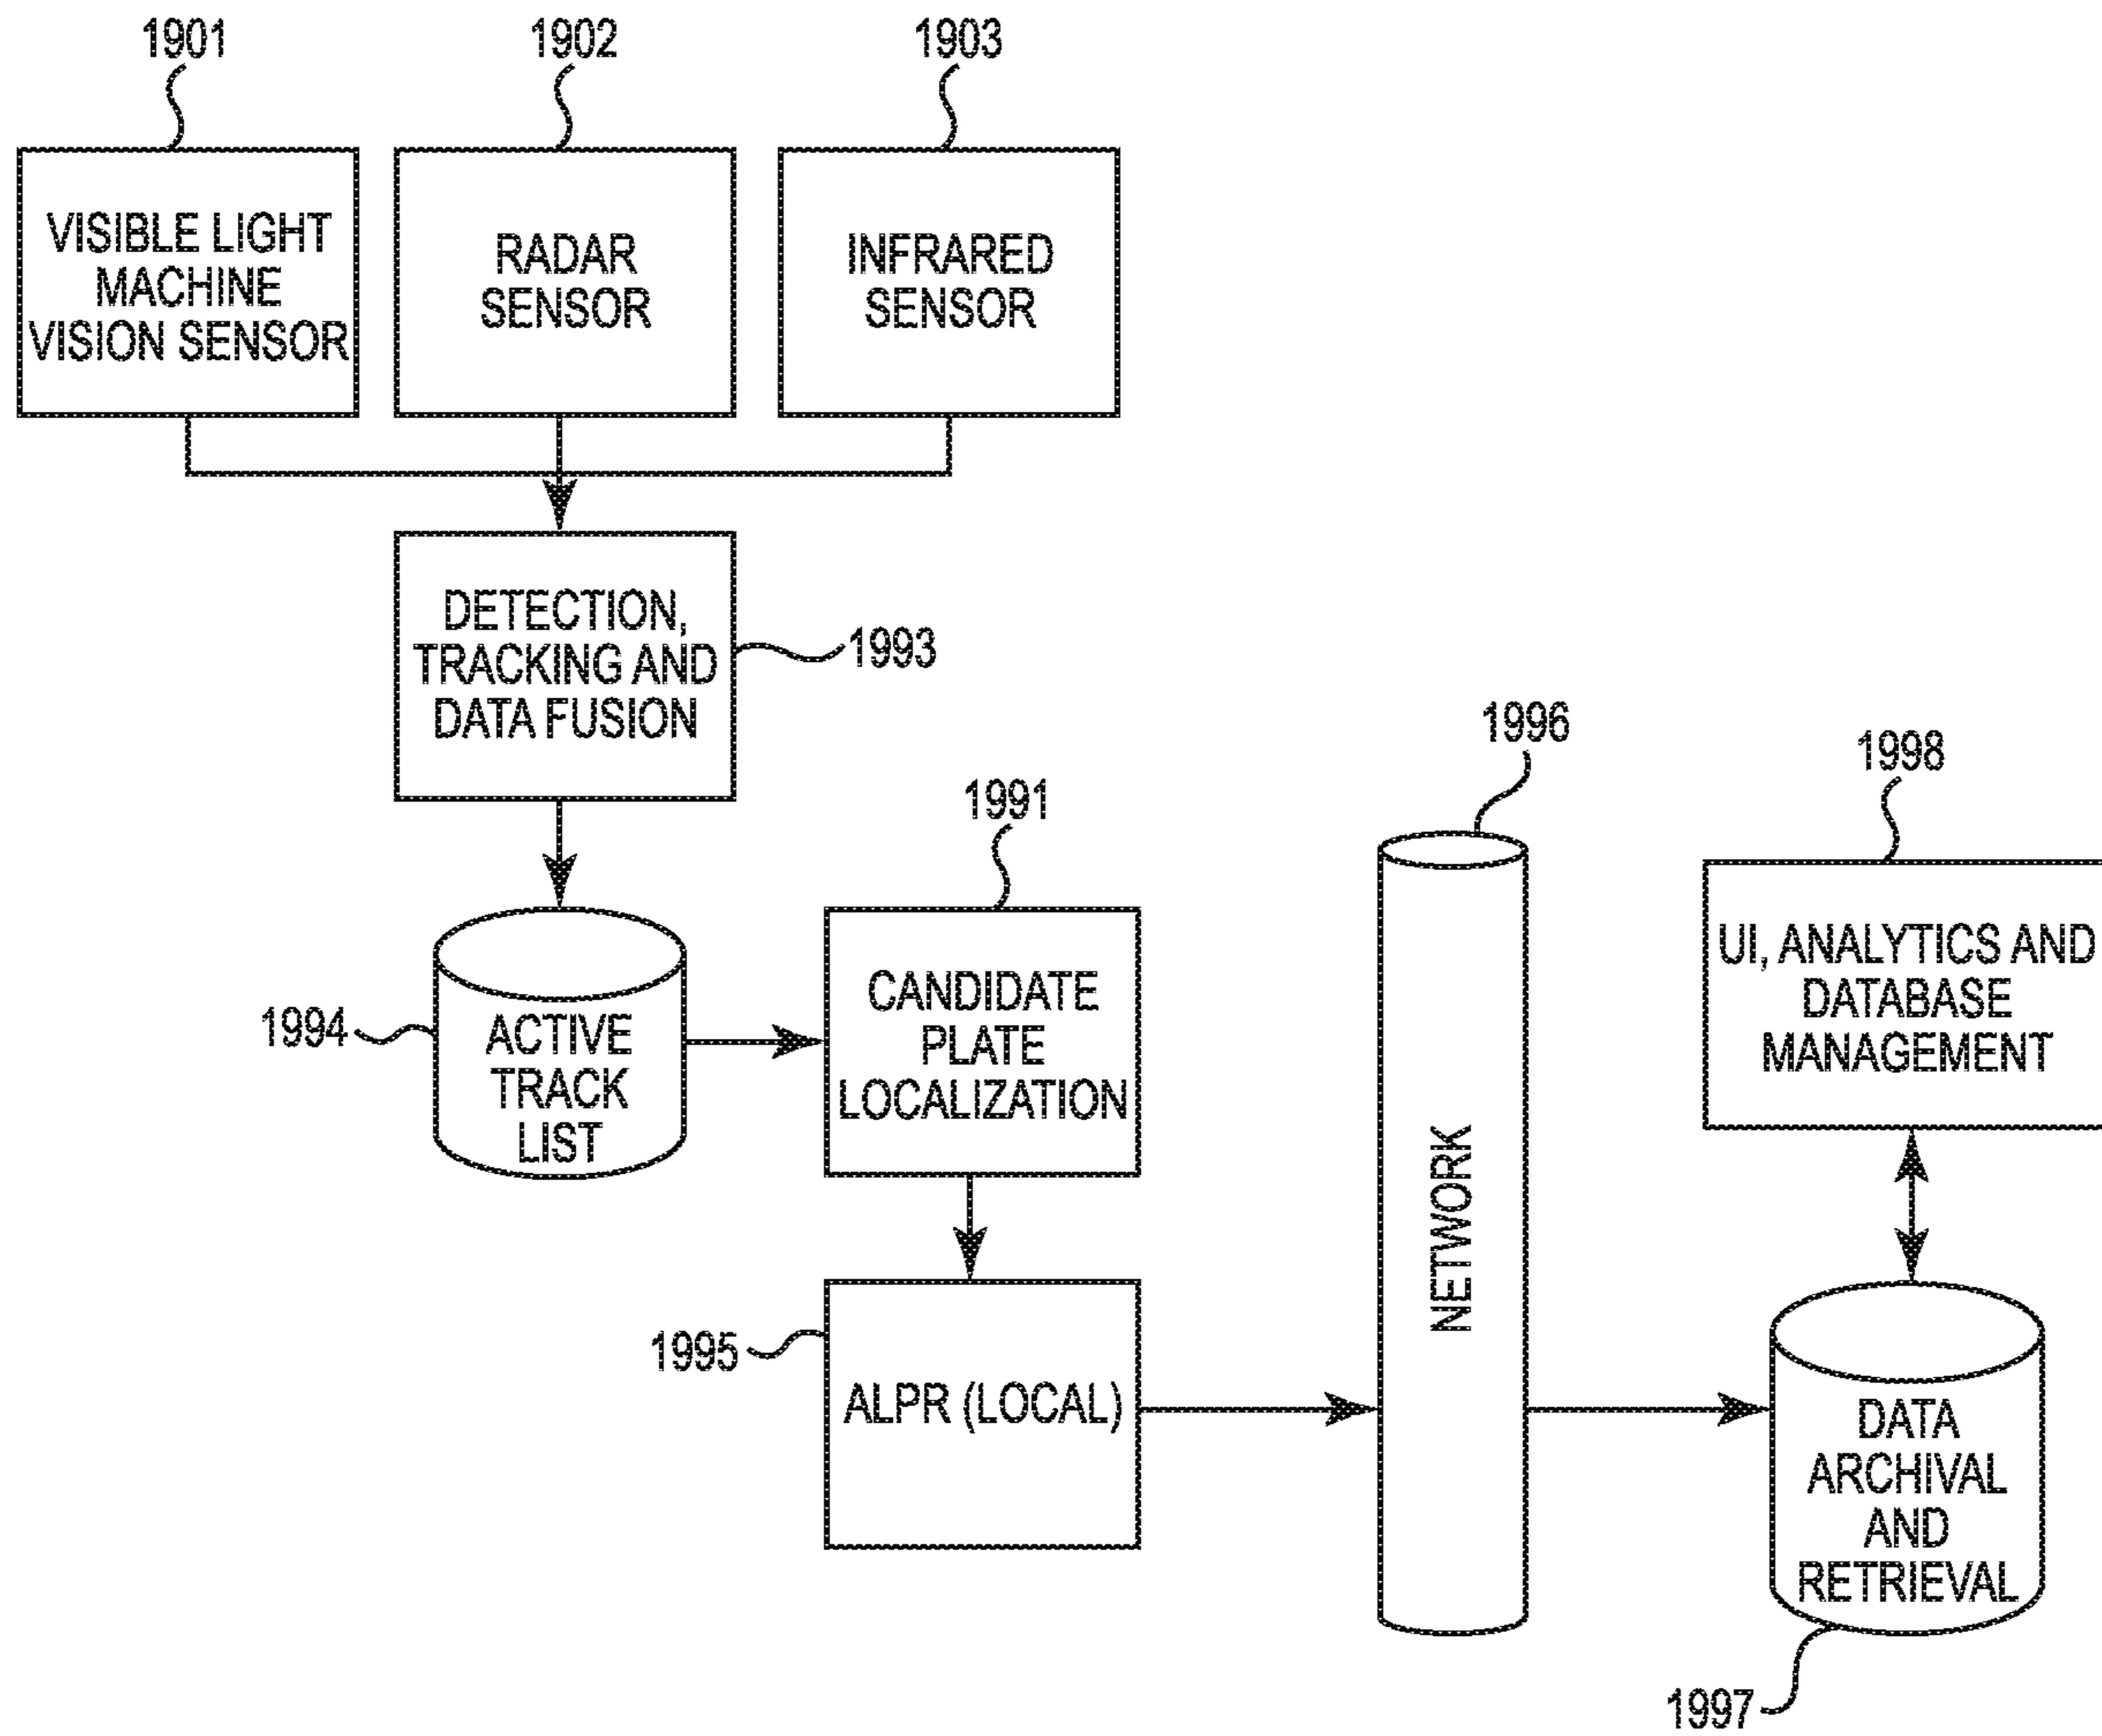 1901
1902
1903
VISIBLE LIGHT
MACHINE
VISION SENSOR
RADAR
SENSOR
INFRARED
SENSOR
DETECTION,
TRACKING AND
DATA FUSION
1993
1994
ACTIVE
TRACK
LIST
1991
CANDIDATE
PLATE
LOCALIZATION
1995
ALPR (LOCAL)
1996
NETWORK
1998
UI, ANALYTICS AND
DATABASE
MANAGEMENT
DATA
ARCHIVAL
AND
RETRIEVAL
1997